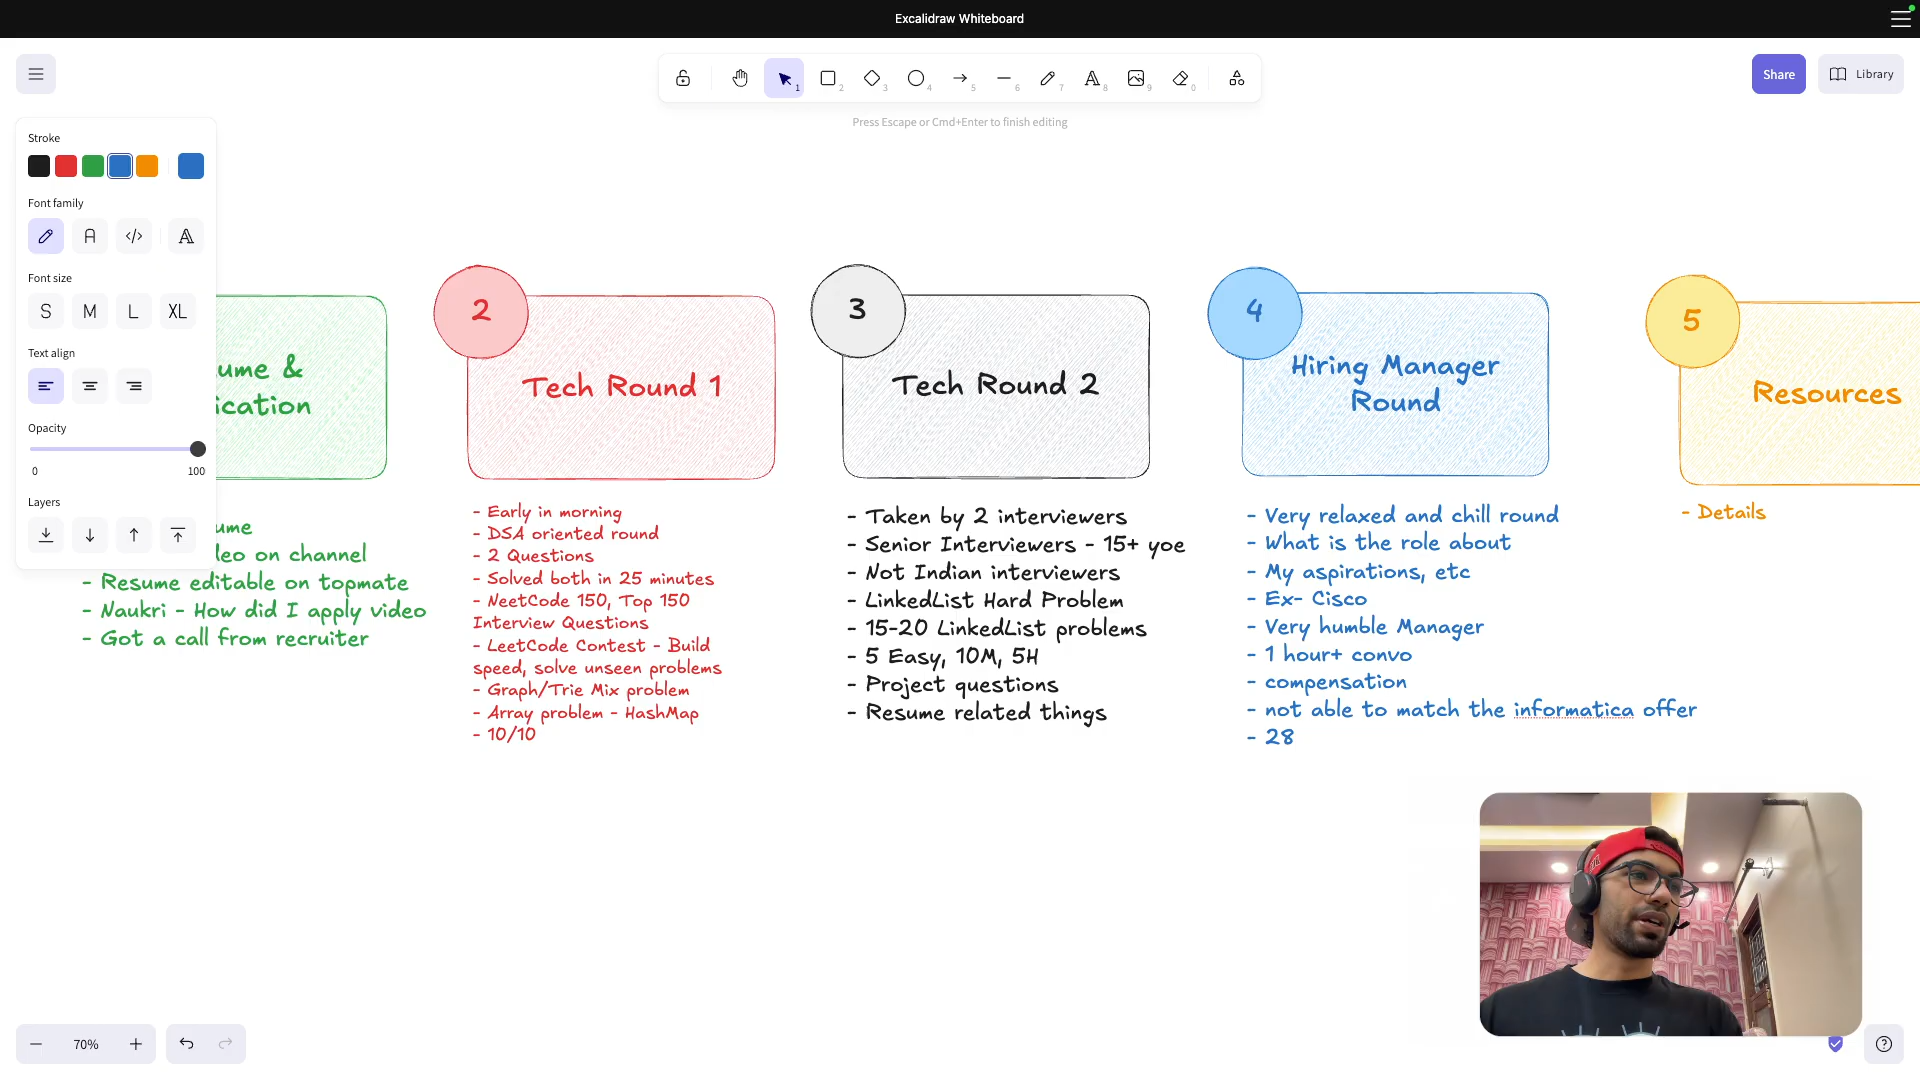 Excalidraw Whiteboard
Share
Library
Press Escape or Cmd+Enter to finish editing
Stroke
Font family
Font size
S M L XL
Text align
Opacity
0 100
Layers
ume &
ication
ume
leo on channel
- Resume editable on topmate
- Naukri - How did I apply video
- Got a call from recruiter
2
Tech Round 1
- Early in morning
- DSA oriented round
- 2 Questions
- Solved both in 25 minutes
- NeetCode 150, Top 150
Interview Questions
- LeetCode Contest - Build
speed, solve unseen problems
- Graph/Trie Mix problem
- Array problem - HashMap
- 10/10
3
Tech Round 2
- Taken by 2 interviewers
- Senior Interviewers - 15+ yoe
- Not Indian interviewers
- LinkedList Hard Problem
- 15-20 LinkedList problems
- 5 Easy, 10M, 5H
- Project questions
- Resume related things
4
Hiring Manager
Round
- Very relaxed and chill round
- What is the role about
- My aspirations, etc
- Ex- Cisco
- Very humble Manager
- 1 hour+ convo
- compensation
- not able to match the informatica offer
- 28
5
Resources
- Details
70%